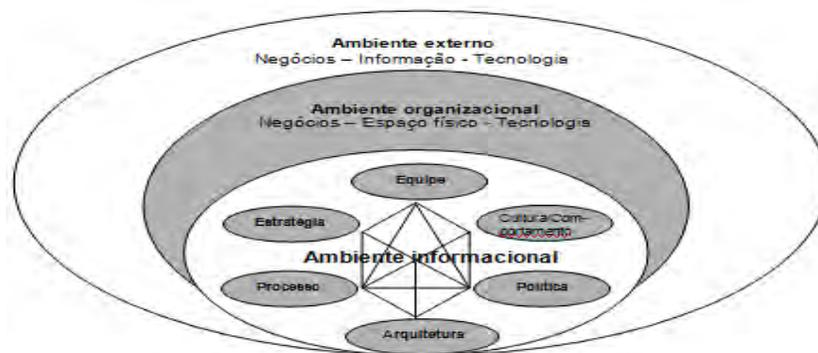 Ambiente externo
Negócios – Informação - Tecnologia
Ambiente organizacional
Negócios – Espaço físico - Tecnologia
Equipe
Estratégia
Cultura/Com-
portamento
Ambiente informacional
Processo
Política
Arquitetura